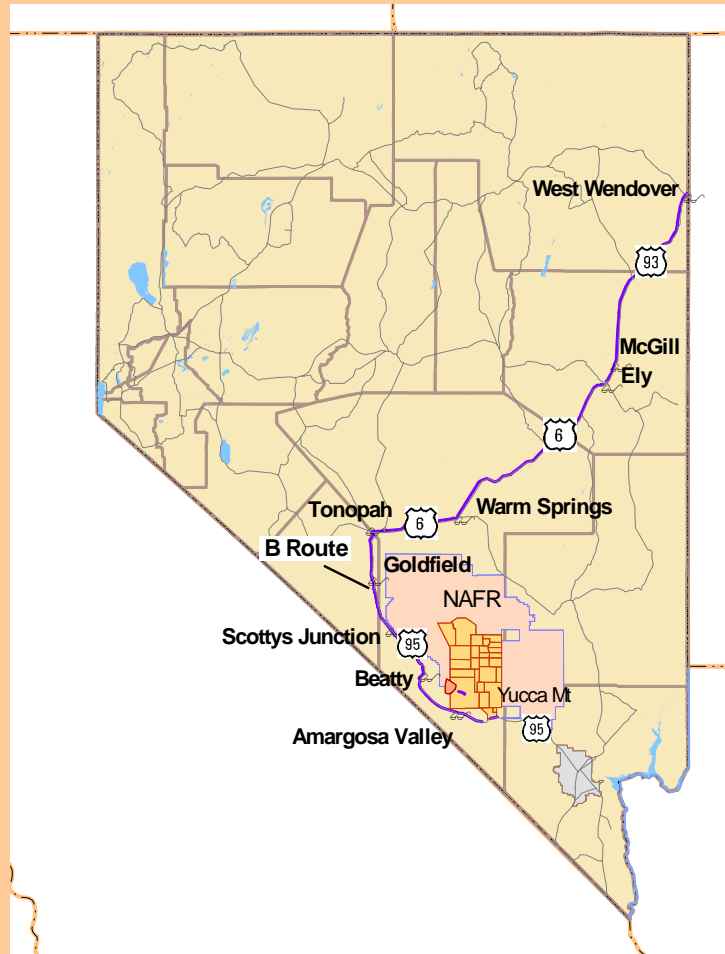 West Wendover
93
McGill
Ely
6
Warm Springs
Tonopah
6
B Route
Goldfield
NAFR
Scottys Junction
95
Beatty
Yucca Mt
95
Amargosa Valley